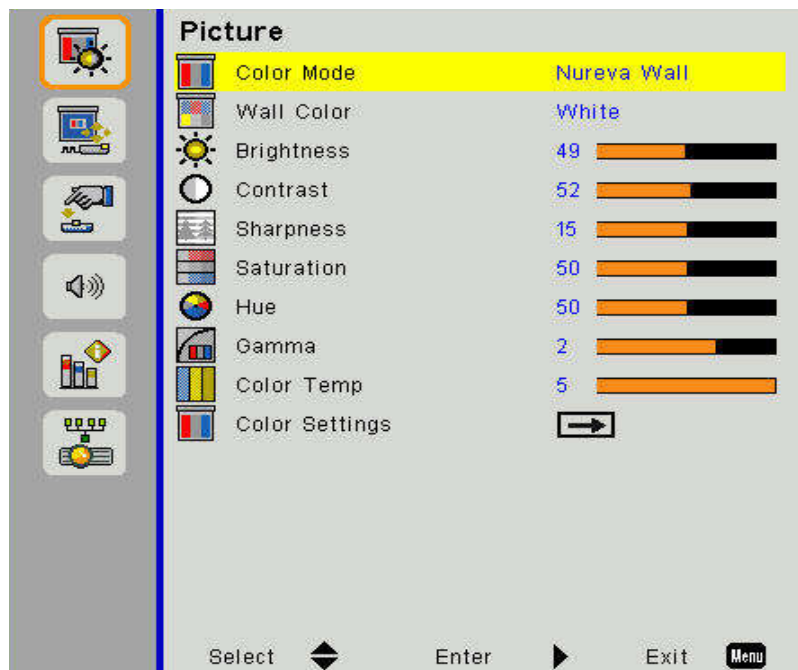 Picture
Color Mode Nureva Wall
Wall Color White
Brightness 49
Contrast 52
Sharpness 15
Saturation 50
Hue 50
Gamma 2
Color Temp 5
Color Settings
Select Enter Exit Menu